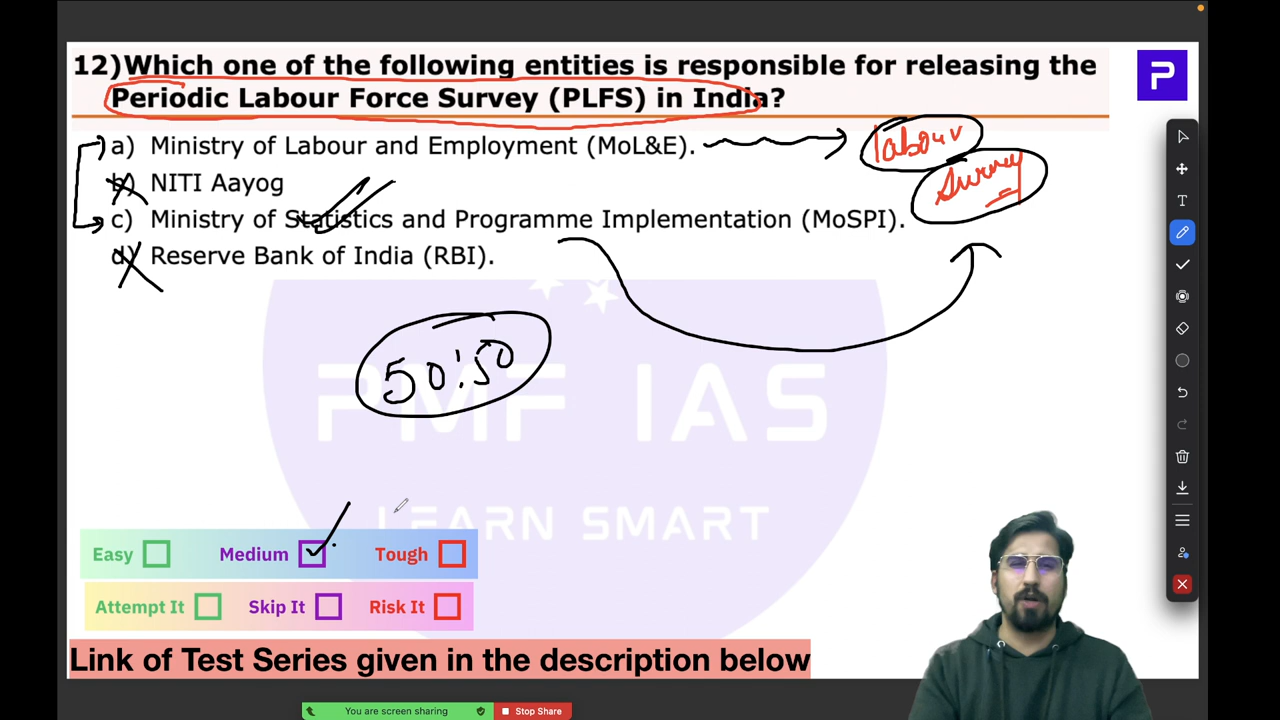 12)Which one of the following entities is responsible for releasing the
Periodic Labour Force Survey (PLFS) in India?
a) Ministry of Labour and Employment (MoL&E).
labour
b) NITI Aayog
survey
c) Ministry of Statistics and Programme Implementation (MoSPI).
d) Reserve Bank of India (RBI).
50:50
PMF IAS
LEARN SMART
Easy Medium Tough
Attempt It Skip It Risk It
Link of Test Series given in the description below
You are screen sharing Stop Share
P
T